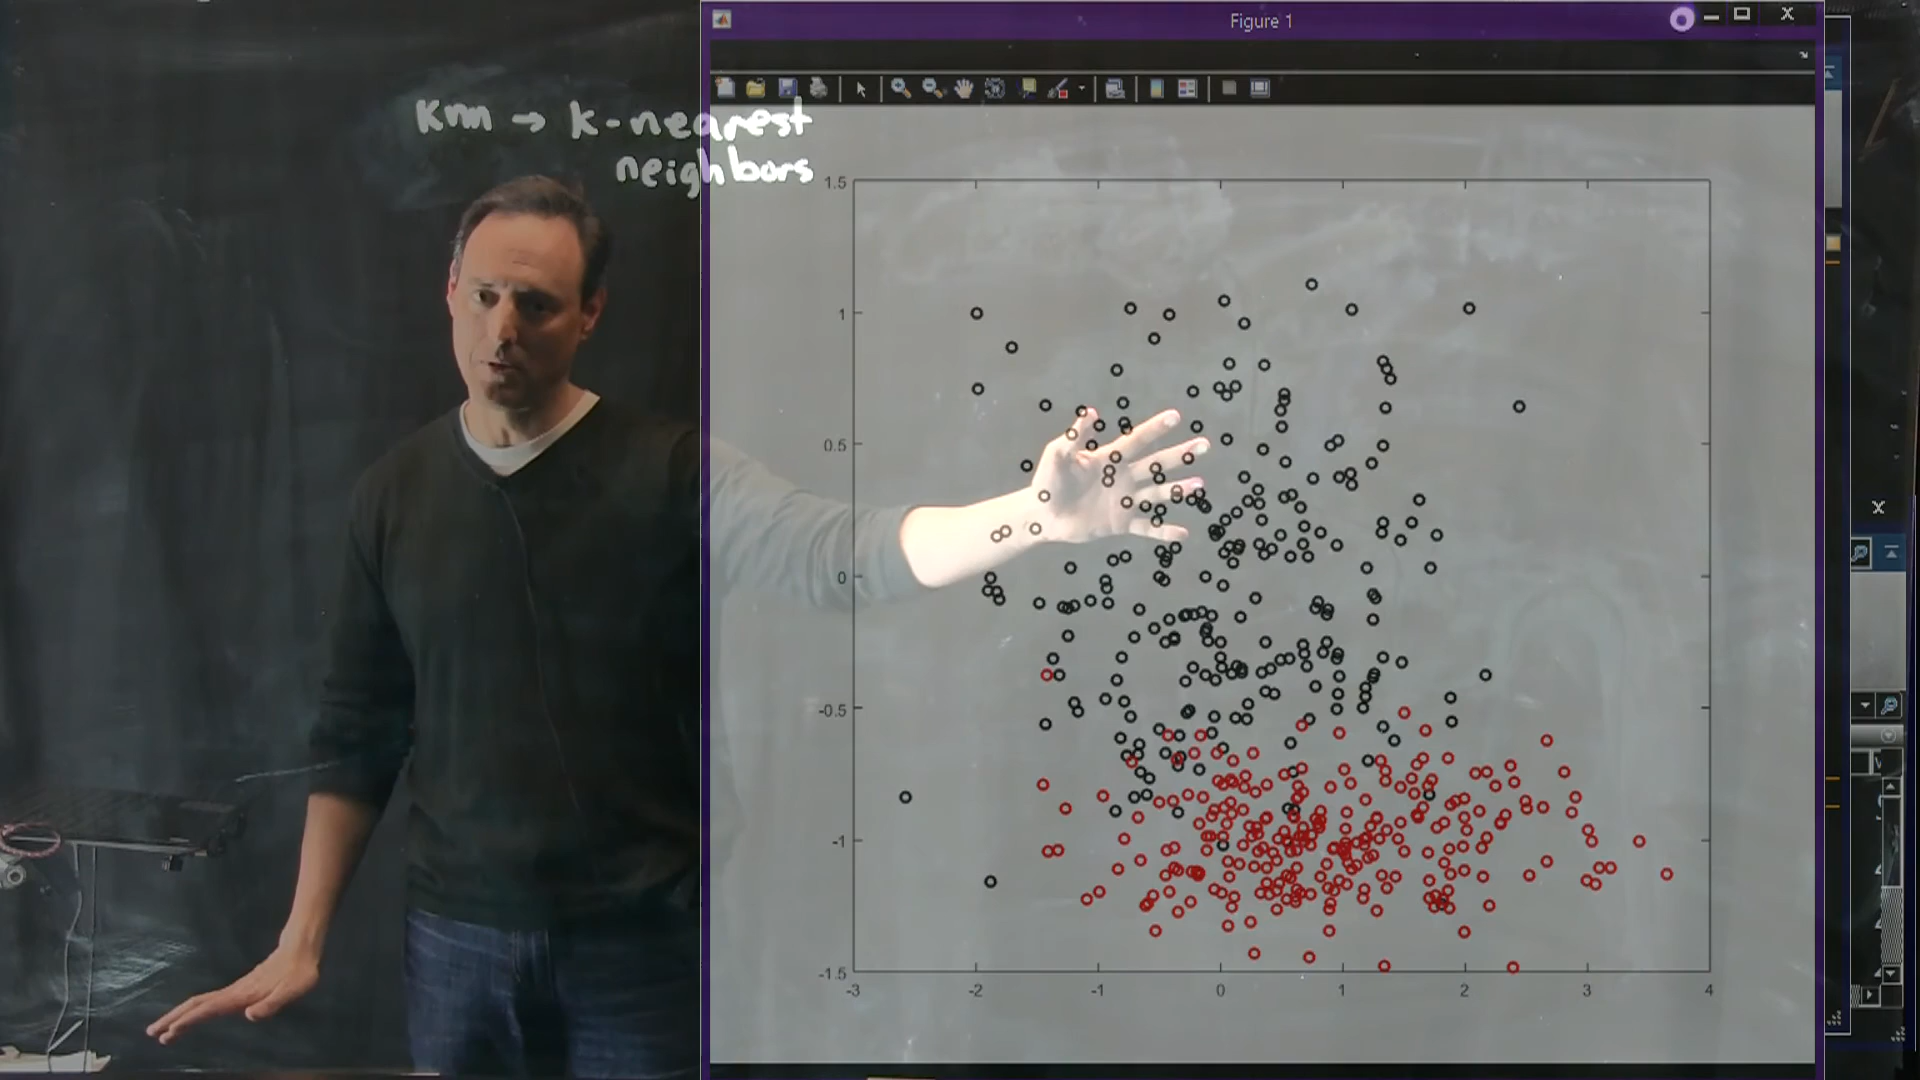 Figure 1
knn → k-nearest
neighbors
1.5
1
0.5
0
-0.5
-1
-1.5
-3 -2 -1 0 1 2 3 4